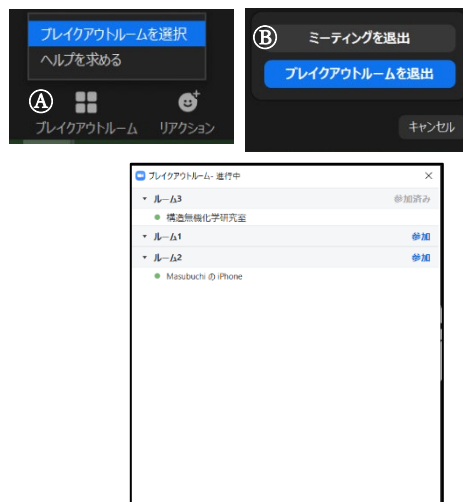 ブレイクアウトルームを選択
ヘルプを求める
Ⓐ
ブレイクアウトルーム リアクション
Ⓑ ミーティングを退出
ブレイクアウトルームを退出
キャンセル
ブレイクアウトルーム - 進行中
ルーム3 参加済み
構造無機化学研究室
ルーム1 参加
ルーム2 参加
Masubuchi の iPhone